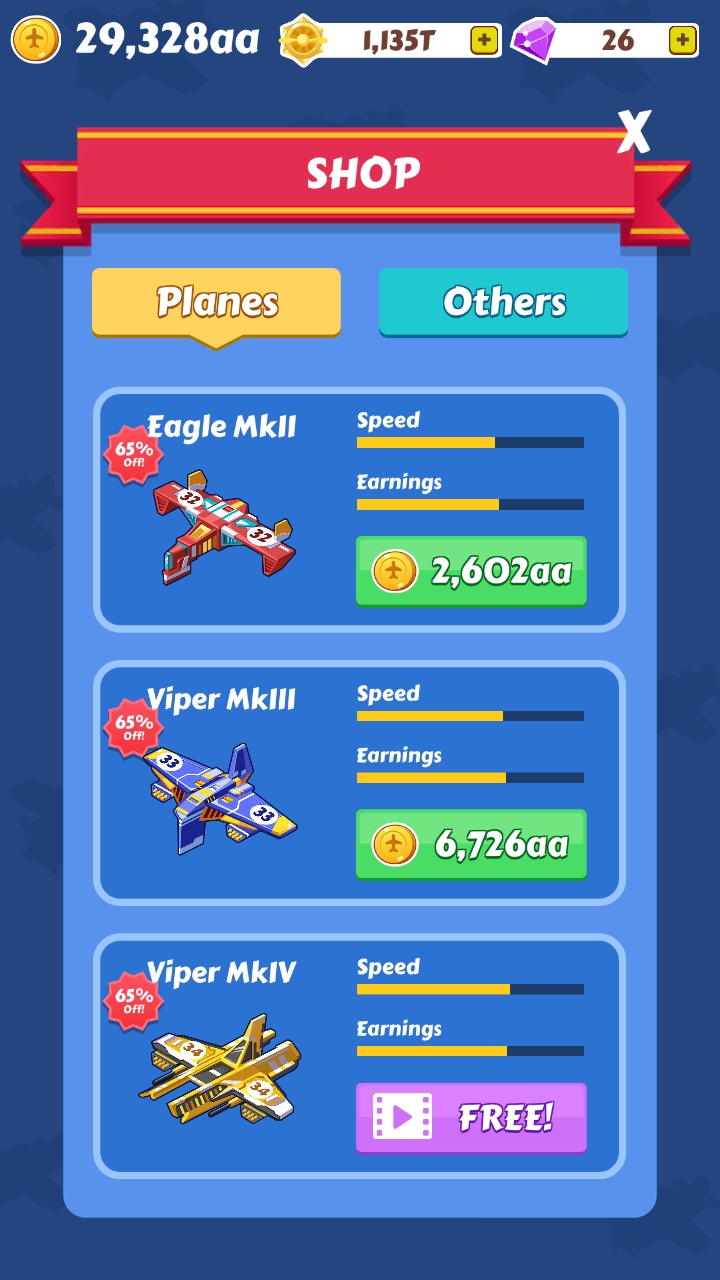 29,328aa
1,135T
+
26
+
X
SHOP
Planes
Others
Eagle MkII
65%
Off!
32
32
Speed
Earnings
2,602aa
Viper MkIII
65%
Off!
33
33
Speed
Earnings
6,726aa
Viper MkIV
65%
Off!
34
34
Speed
Earnings
FREE!